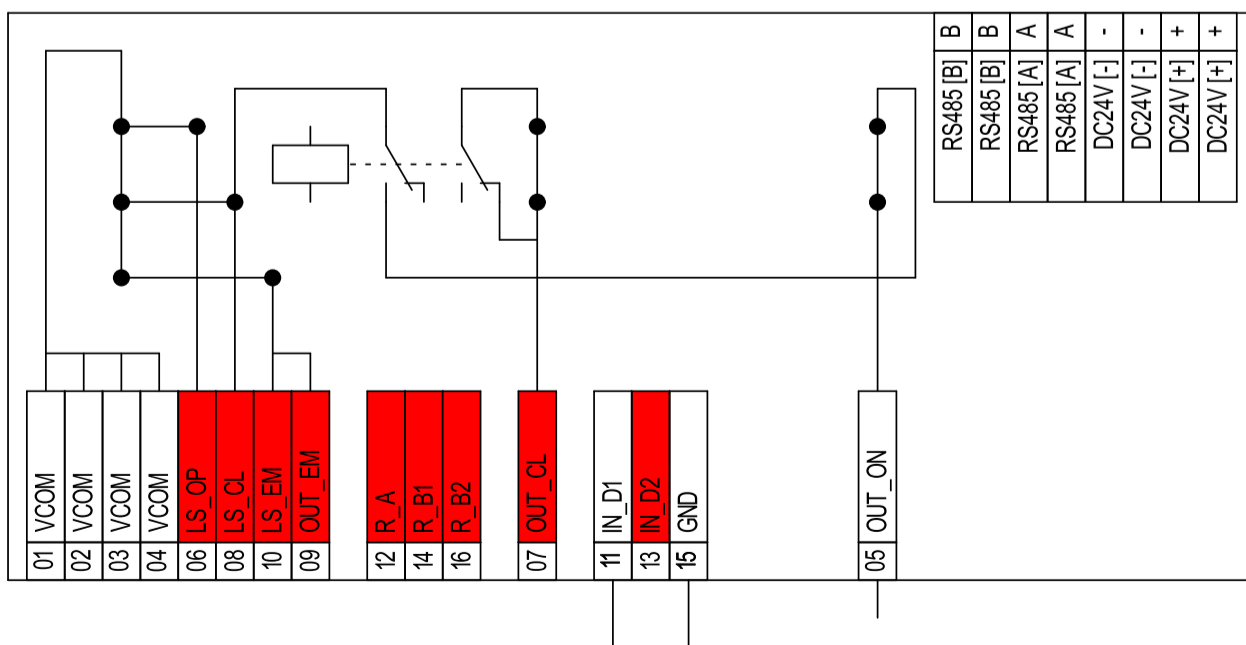 B
B
A
A
-
-
+
+
RS485 [B]
RS485 [B]
RS485 [A]
RS485 [A]
DC24V [-]
DC24V [-]
DC24V [+]
DC24V [+]
VCOM
VCOM
VCOM
VCOM
LS_OP
LS_CL
LS_EM
OUT_EM
R_A
R_B1
R_B2
OUT_CL
IN_D1
IN_D2
GND
OUT_ON
01
02
03
04
06
08
10
09
12
14
16
07
11
13
15
05